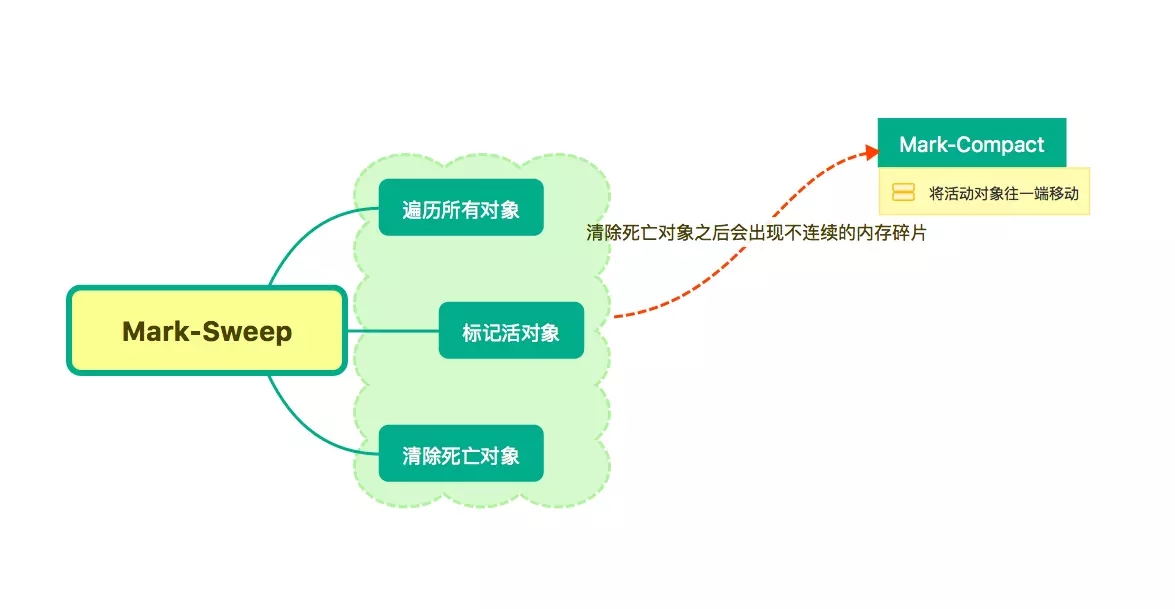 Mark-Sweep
遍历所有对象
标记活对象
清除死亡对象
清除死亡对象之后会出现不连续的内存碎片
Mark-Compact
将活动对象往一端移动